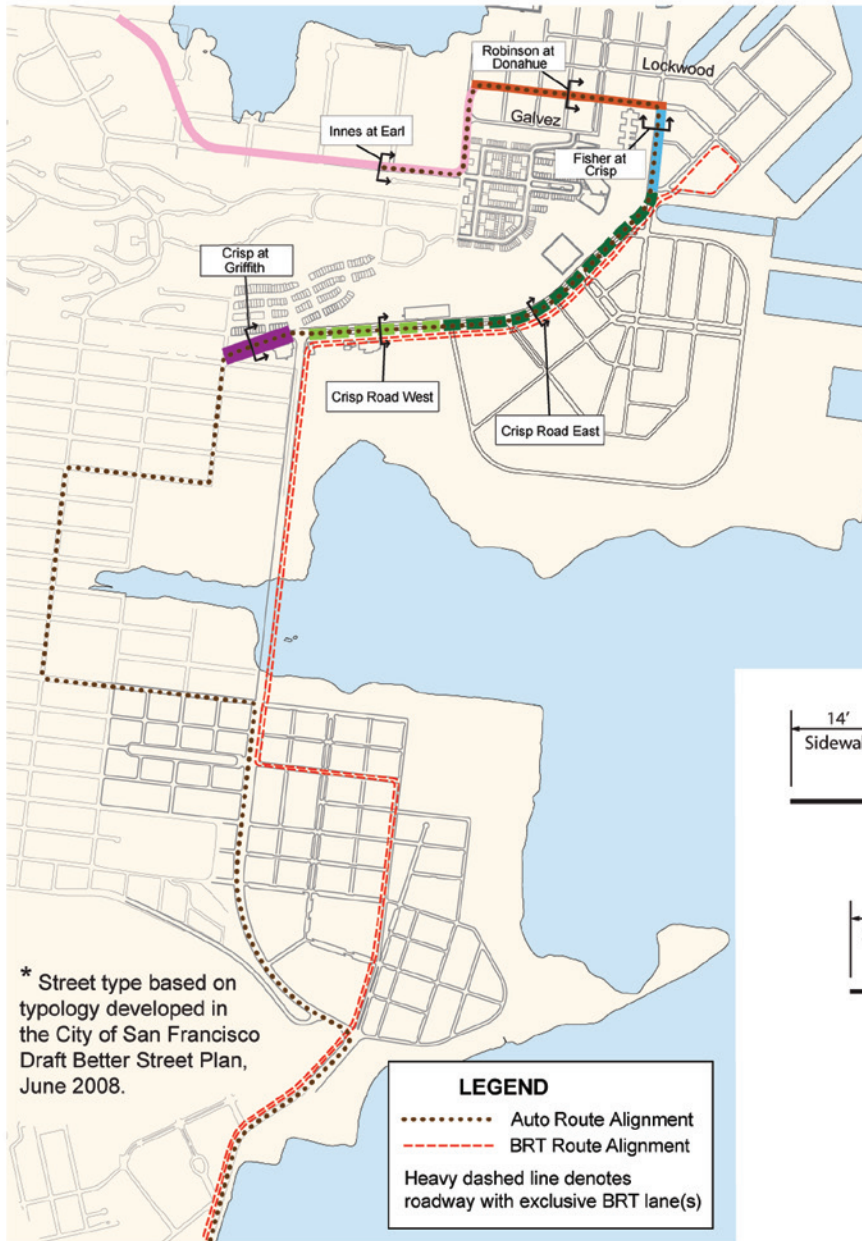 Robinson at
Donahue
Lockwood
Innes at Earl
Galvez
Fisher at
Crisp
Crisp at
Griffith
Crisp Road West
Crisp Road East
14'
* Street type based on
typology developed in
the City of San Francisco
Draft Better Street Plan,
June 2008.
LEGEND
Auto Route Alignment
BRT Route Alignment
Heavy dashed line denotes
roadway with exclusive BRT lane(s)